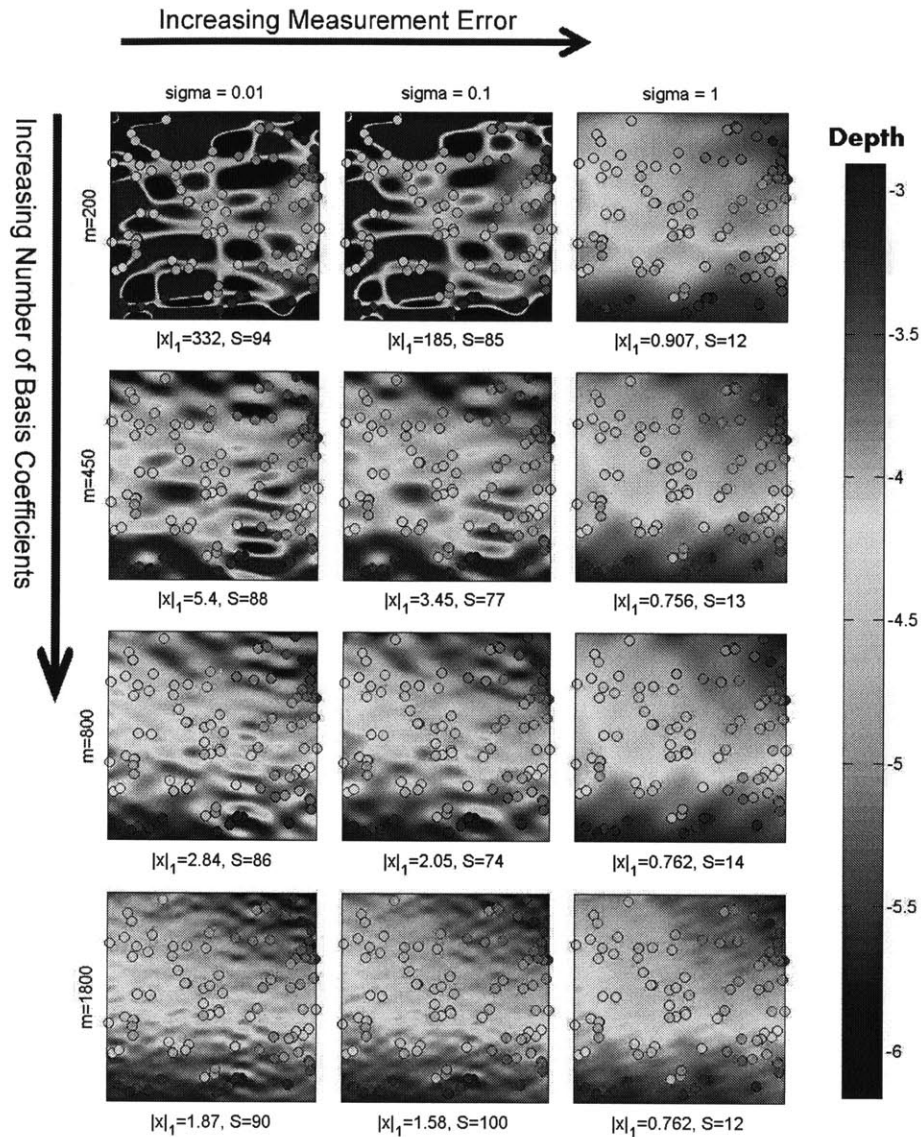 Increasing Measurement Error
Increasing Number of Basis Coefficients
sigma = 0.01
sigma = 0.1
sigma = 1
Depth
m=200
|x|₁=332, S=94
|x|₁=185, S=85
|x|₁=0.907, S=12
m=450
|x|₁=5.4, S=88
|x|₁=3.45, S=77
|x|₁=0.756, S=13
m=800
|x|₁=2.84, S=86
|x|₁=2.05, S=74
|x|₁=0.762, S=14
m=1800
|x|₁=1.87, S=90
|x|₁=1.58, S=100
|x|₁=0.762, S=12
-3
-3.5
-4
-4.5
-5
-5.5
-6